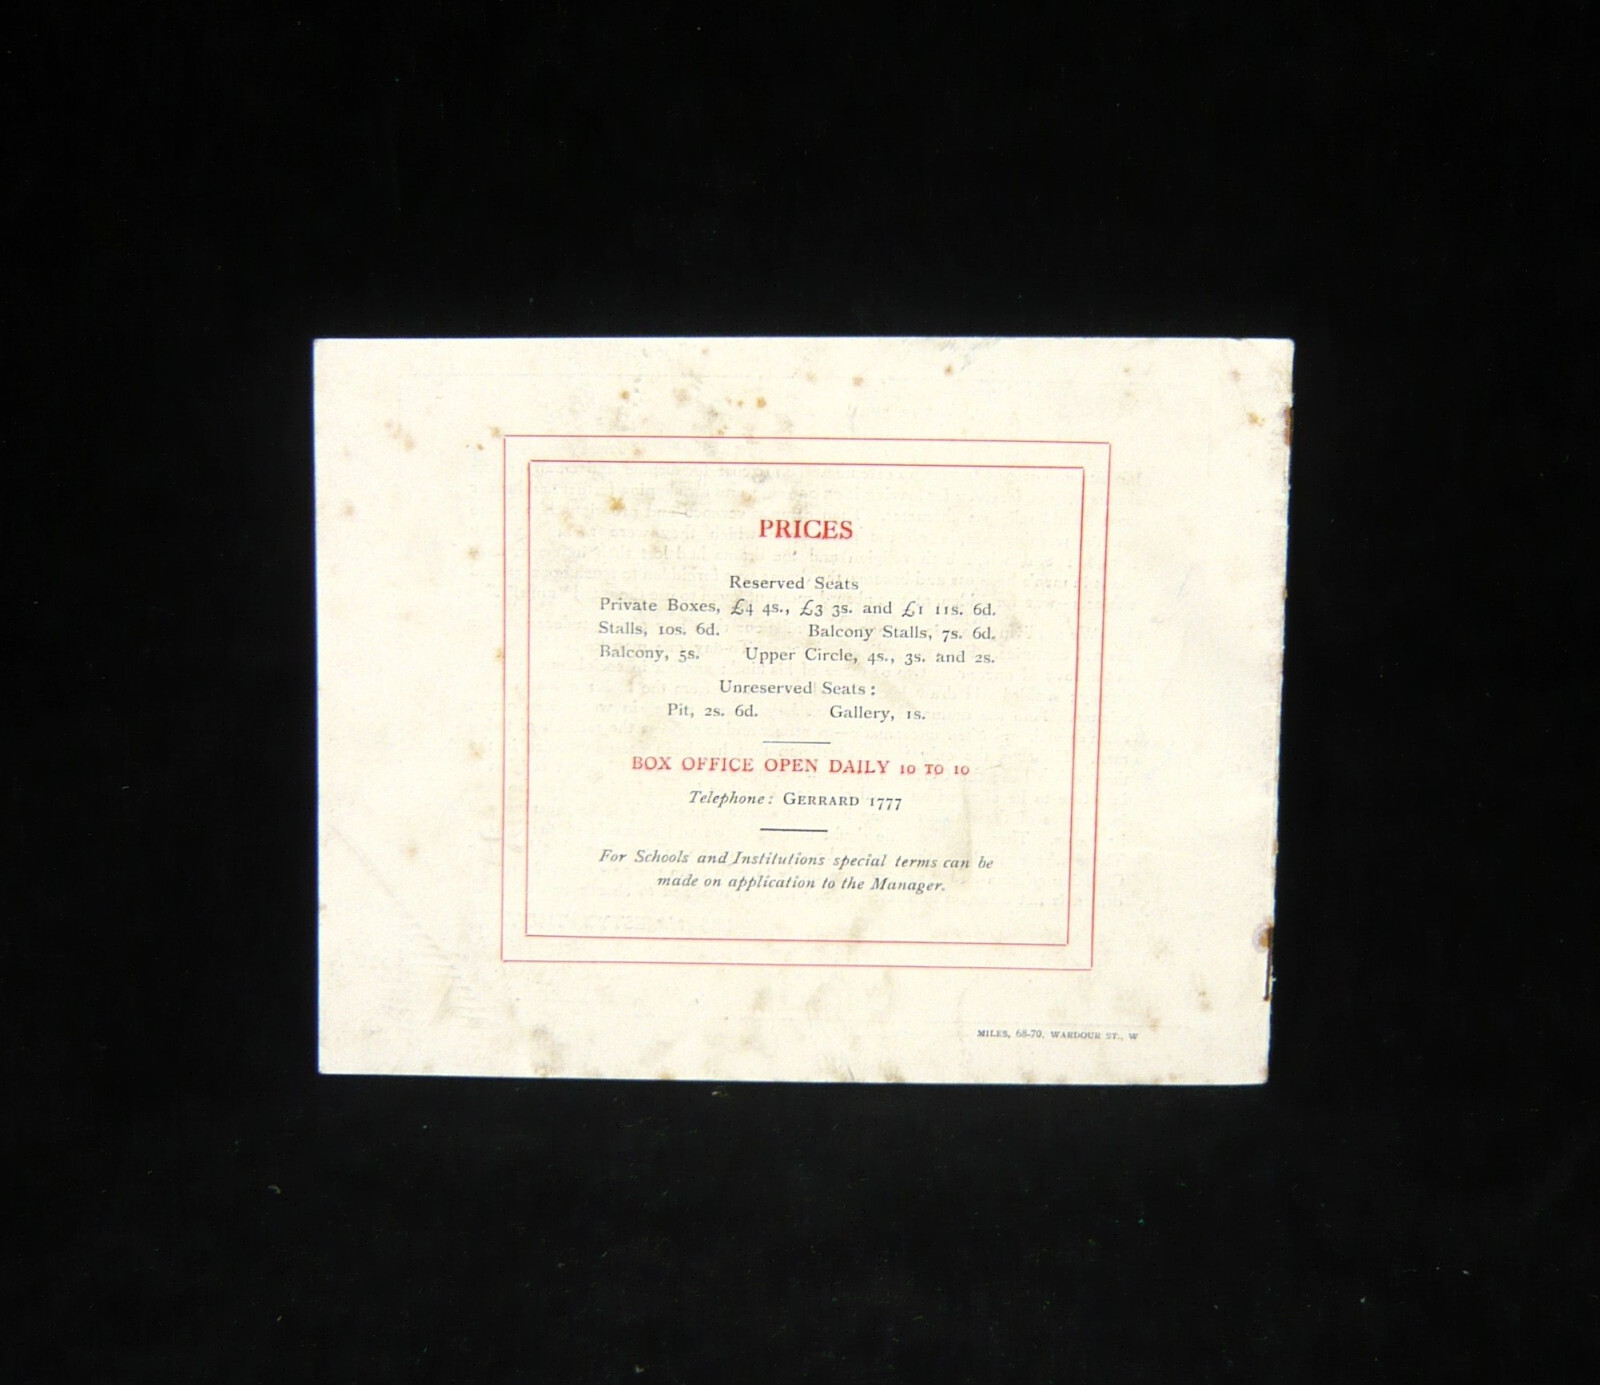 PRICES
Reserved Seats
Private Boxes, £4 4s., £3 3s. and £1 11s. 6d.
Stalls, 10s. 6d. Balcony Stalls, 7s. 6d.
Balcony, 5s. Upper Circle, 4s., 3s. and 2s.
Unreserved Seats:
Pit, 2s. 6d. Gallery, 1s.
BOX OFFICE OPEN DAILY 10 TO 10
Telephone: GERRARD 1777
For Schools and Institutions special terms can be
made on application to the Manager.
MILES, 68-70, WARDOUR ST., W